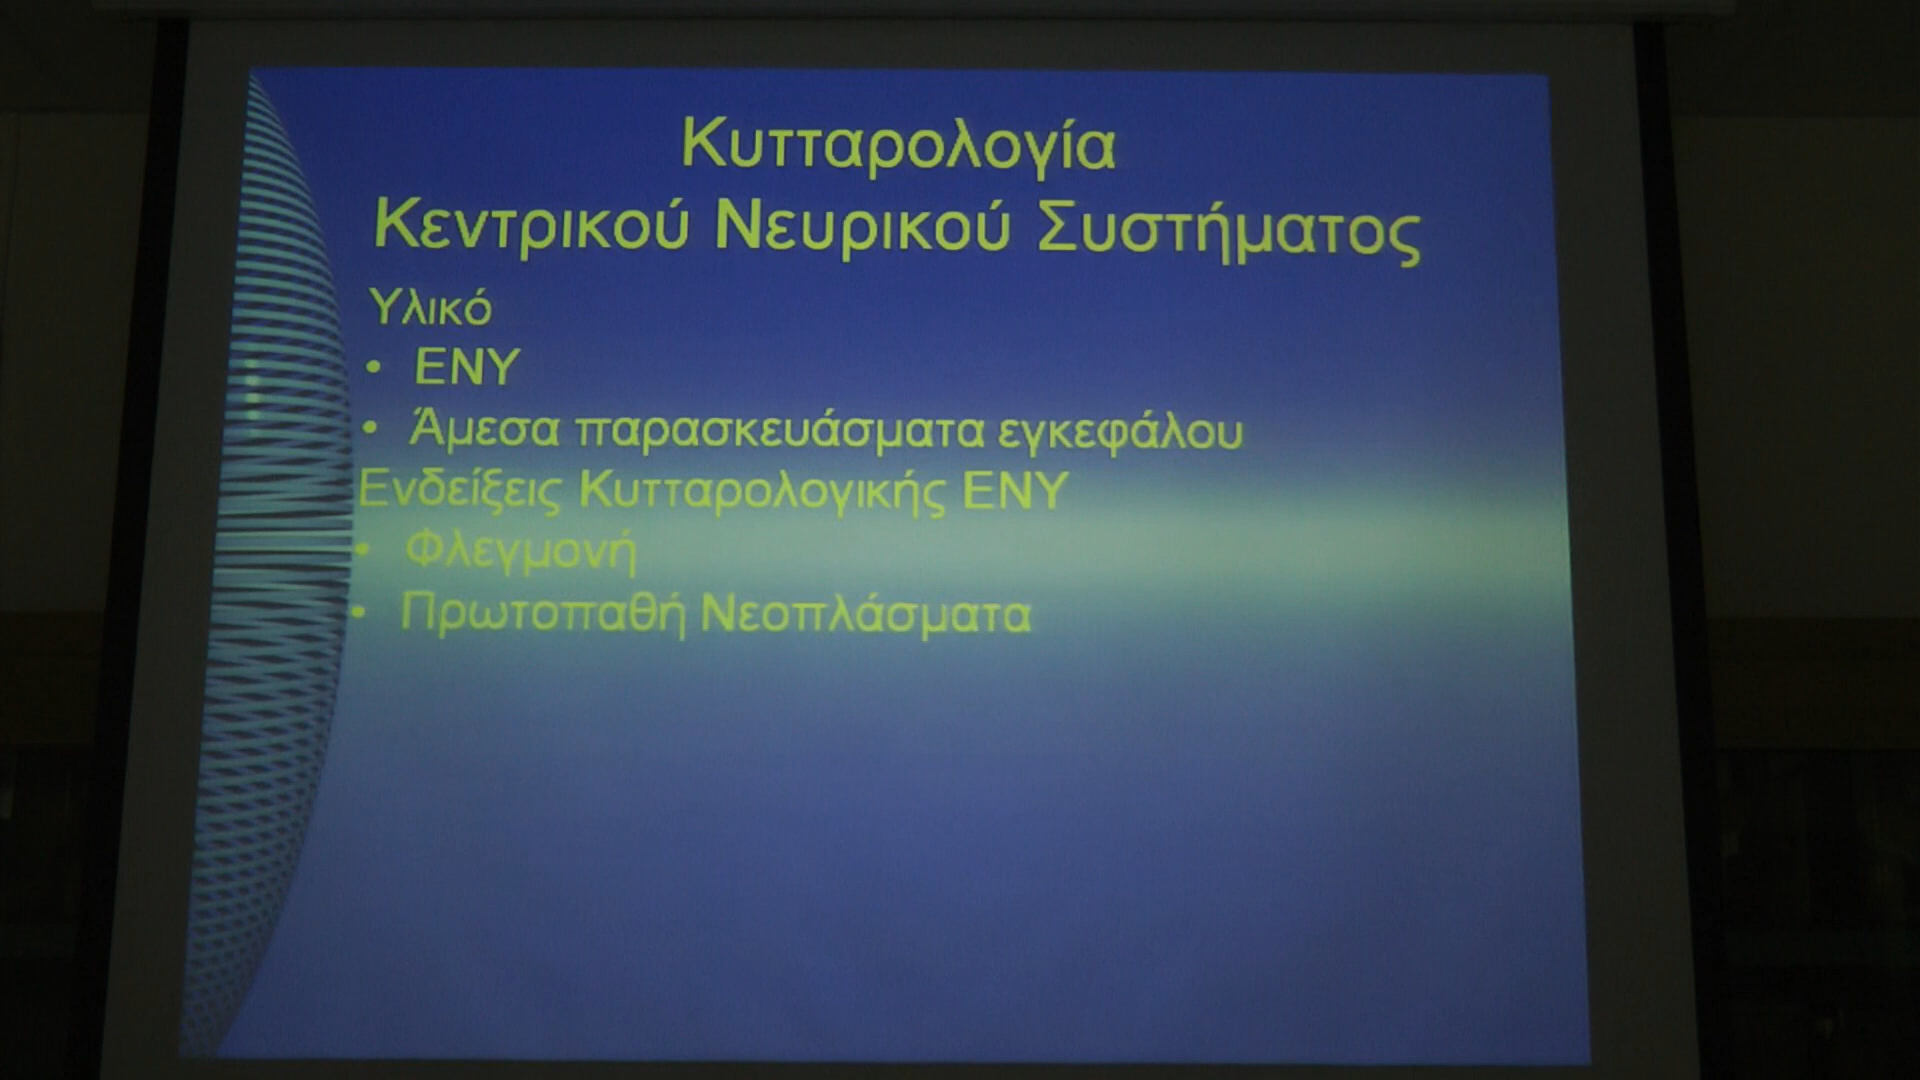 Κυτταρολογία
Κεντρικού Νευρικού Συστήματος
Υλικό
• ΕΝΥ
• Άμεσα παρασκευάσματα εγκεφάλου
Ενδείξεις Κυτταρολογικής ΕΝΥ
• Φλεγμονή
• Πρωτοπαθή Νεοπλάσματα